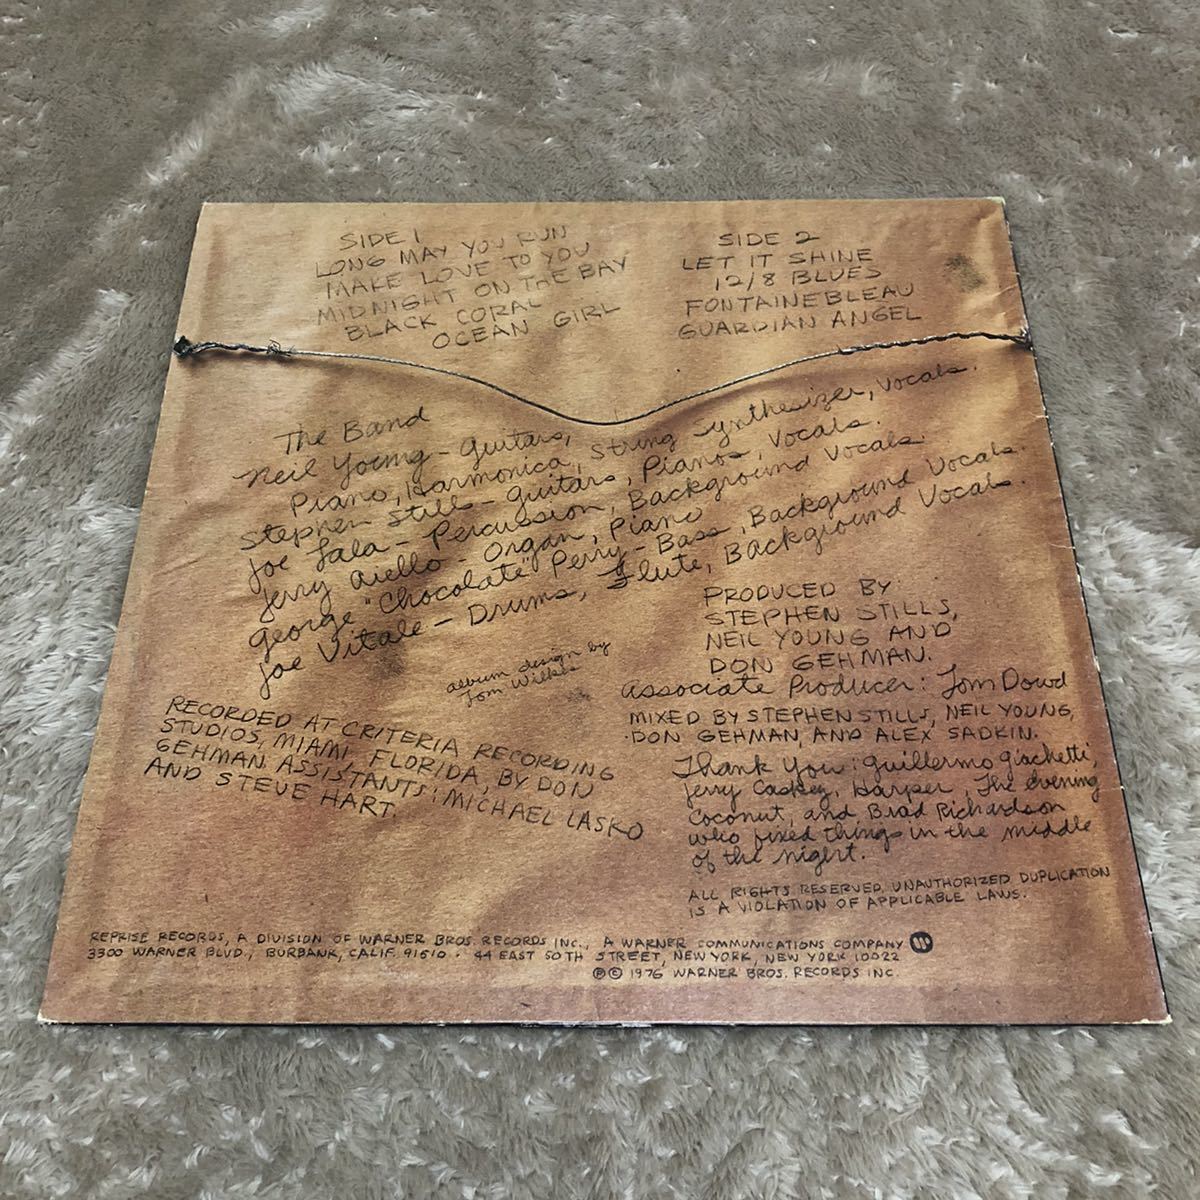 SIDE 1
LONG MAY YOU RUN
MAKE LOVE TO YOU
MIDNIGHT ON THE BAY
BLACK CORAL
OCEAN GIRL
SIDE 2
LET IT SHINE
12/8 BLUES
FONTAINEBLEAU
GUARDIAN ANGEL
The Band
Neil Young - Guitars,
Piano, Harmonica, String Synthesizer, Vocals.
Stephen Stills - Guitars, Pianos, Vocals.
Joe Lala - Percussion, Background Vocals.
Jerry Aiello - Organ, Piano
George "Chocolate" Perry - Bass, Background Vocals.
Joe Vitale - Drums, Flute, Background Vocals.
album design by
Tom Wilkes
PRODUCED BY:
STEPHEN STILLS,
NEIL YOUNG AND
DON GEHMAN.
Associate Producer: Tom Dowd
MIXED BY STEPHEN STILLS, NEIL YOUNG,
DON GEHMAN, AND ALEX SADKIN.
RECORDED AT CRITERIA RECORDING
STUDIOS, MIAMI, FLORIDA, BY DON
GEHMAN. ASSISTANTS: MICHAEL LASKO
AND STEVE HART.
Thank You: Guillermo Giachetti,
Jerry Caskey, Harper, The evening
Coconut, and Brad Richardson
who fixed things in the middle
of the night.
ALL RIGHTS RESERVED. UNAUTHORIZED DUPLICATION
IS A VIOLATION OF APPLICABLE LAWS.
REPRISE RECORDS, A DIVISION OF WARNER BROS. RECORDS INC., A WARNER COMMUNICATIONS COMPANY
3300 WARNER BLVD., BURBANK, CALIF. 91510 · 44 EAST 50TH STREET, NEW YORK, NEW YORK 10022
℗ © 1976 WARNER BROS. RECORDS INC.